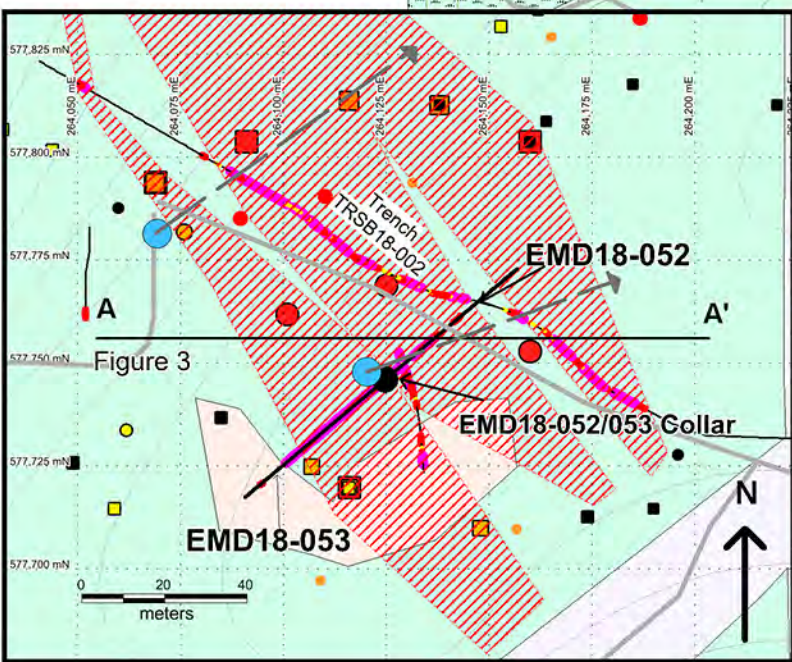 577,825 mN
264,050 mE
264,075 mE
264,100 mE
264,125 mE
264,150 mE
264,175 mE
264,200 mE
577,800 mN
Trench
TRSB18-002
577,775 mN
EMD18-052
A
A'
577,750 mN
Figure 3
EMD18-052/053 Collar
577,725 mN
N
EMD18-053
577,700 mN
0 20 40
meters